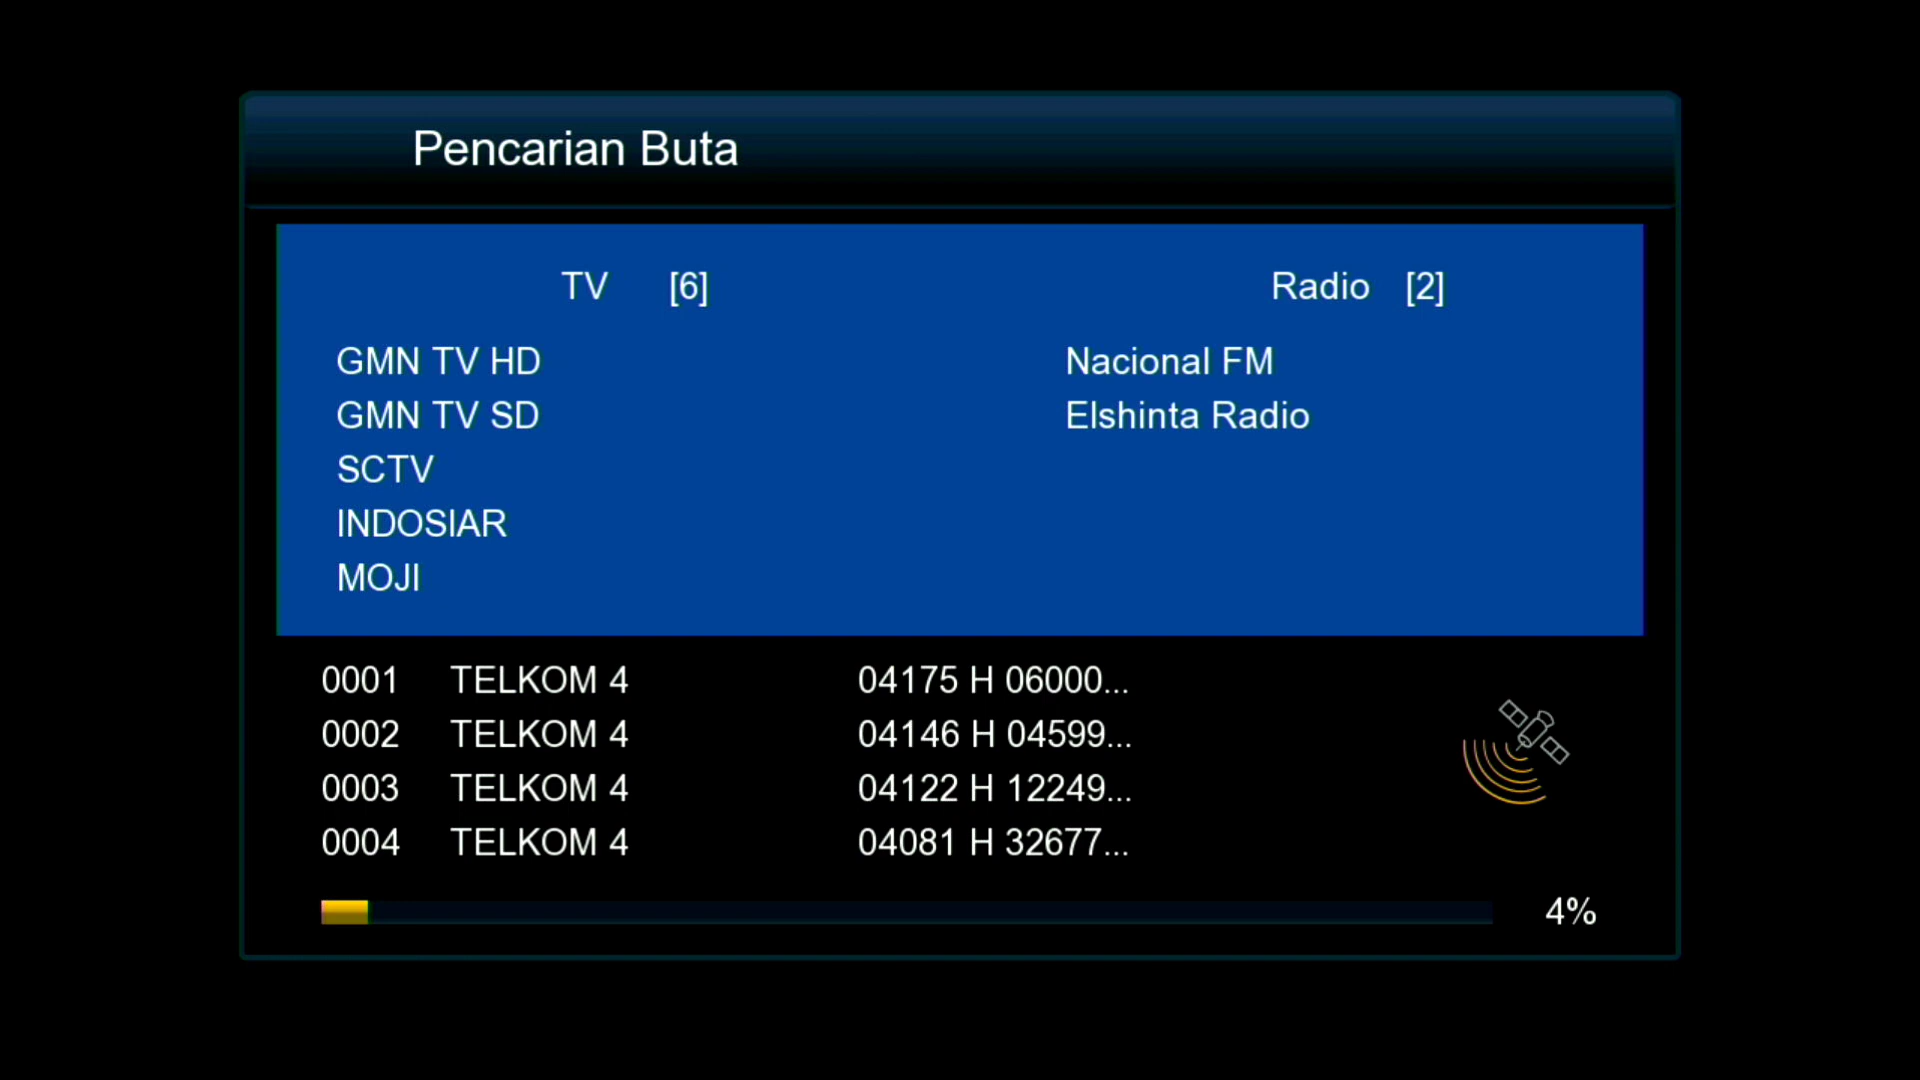 Pencarian Buta
TV [6]
Radio [2]
GMN TV HD
Nacional FM
GMN TV SD
Elshinta Radio
SCTV
INDOSIAR
MOJI
0001 TELKOM 4 04175 H 06000...
0002 TELKOM 4 04146 H 04599...
0003 TELKOM 4 04122 H 12249...
0004 TELKOM 4 04081 H 32677...
4%